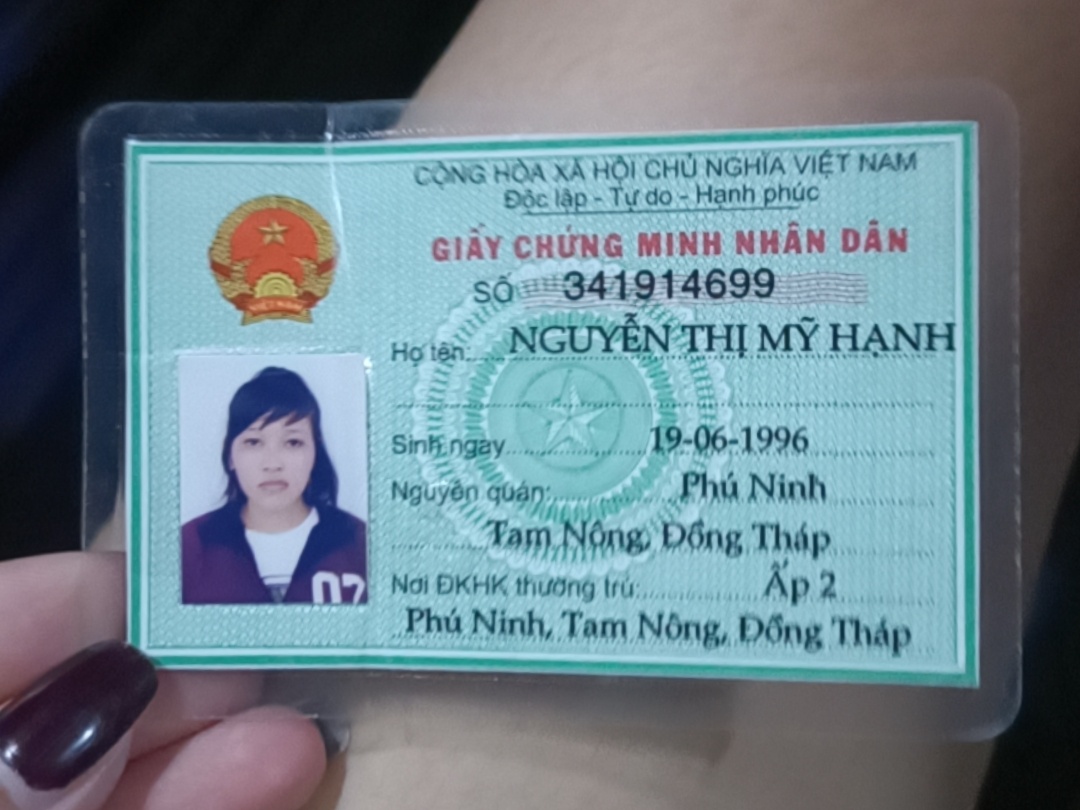 CỘNG HÒA XÃ HỘI CHỦ NGHĨA VIỆT NAM
Độc lập - Tự do - Hạnh phúc
GIẤY CHỨNG MINH NHÂN DÂN
SỐ 341914699
Họ tên: NGUYỄN THỊ MỸ HẠNH
Sinh ngày 19-06-1996
Nguyên quán: Phú Ninh
Tam Nông, Đồng Tháp
Nơi ĐKHK thường trú: Ấp 2
Phú Ninh, Tam Nông, Đồng Tháp
VIỆT NAM
07